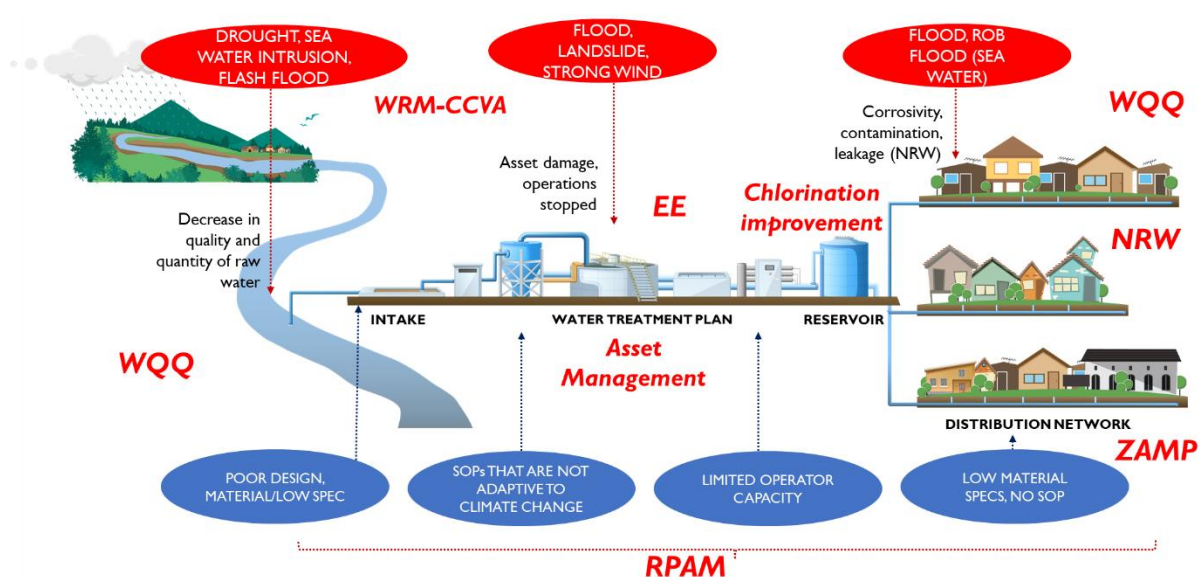 DROUGHT, SEA
WATER INTRUSION,
FLASH FLOOD
FLOOD,
LANDSLIDE,
STRONG WIND
FLOOD, ROB
FLOOD (SEA
WATER)
WRM-CCVA
WQQ
Corrosivity,
contamination,
leakage (NRW)
Asset damage,
operations
stopped
EE
Chlorination
improvement
Decrease in
quality and
quantity of raw
water
NRW
INTAKE
WATER TREATMENT PLAN
RESERVOIR
WQQ
Asset
Management
DISTRIBUTION NETWORK
ZAMP
POOR DESIGN,
MATERIAL/LOW SPEC
SOPs THAT ARE NOT
ADAPTIVE TO
CLIMATE CHANGE
LIMITED OPERATOR
CAPACITY
LOW MATERIAL
SPECS, NO SOP
RPAM